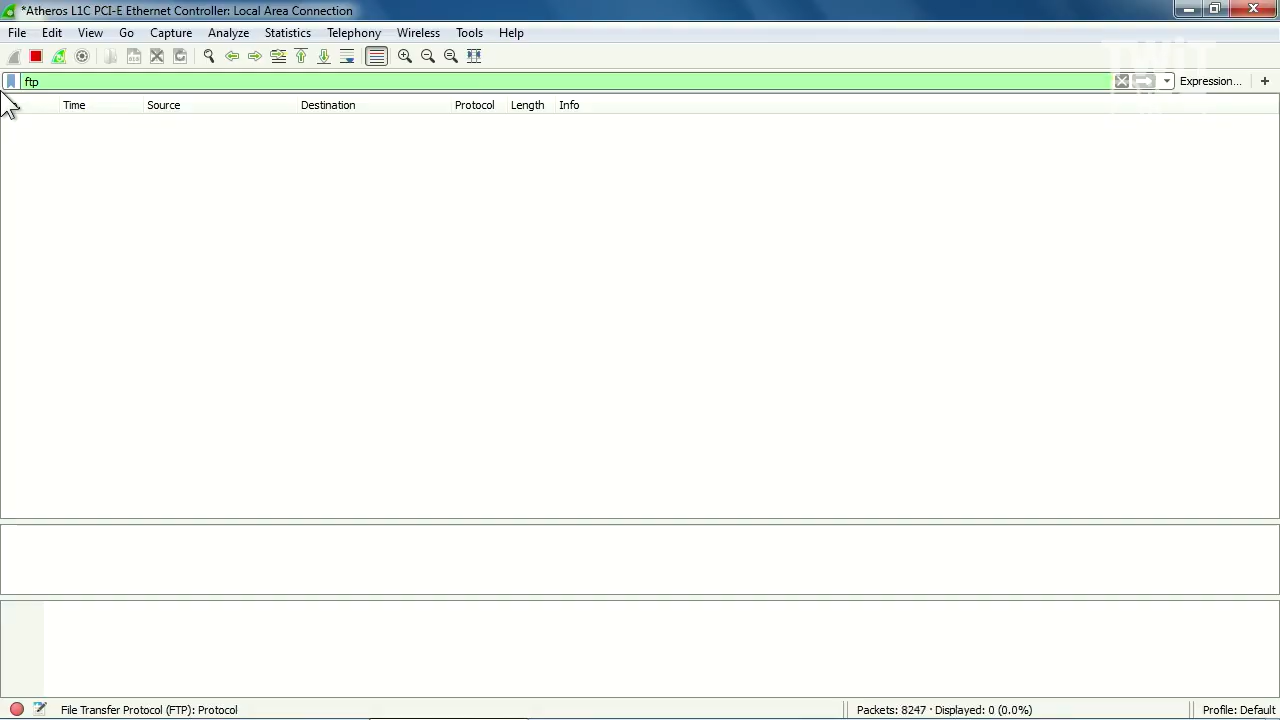 *Atheros L1C PCI-E Ethernet Controller: Local Area Connection
File Edit View Go Capture Analyze Statistics Telephony Wireless Tools Help
ftp Expression... +
Time Source Destination Protocol Length Info
File Transfer Protocol (FTP): Protocol Packets: 8247 · Displayed: 0 (0.0%) Profile: Default
TWiT